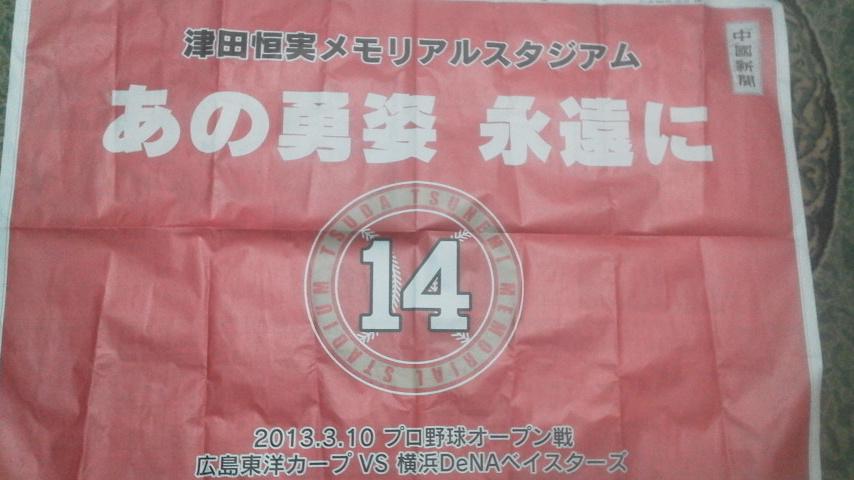 津田恒実メモリアルスタジアム
中國新聞
あの勇姿 永遠に
TSUDA TSUNEMI MEMORIAL STADIUM
14
2013.3.10 プロ野球オープン戦
広島東洋カープ VS 横浜DeNAベイスターズ